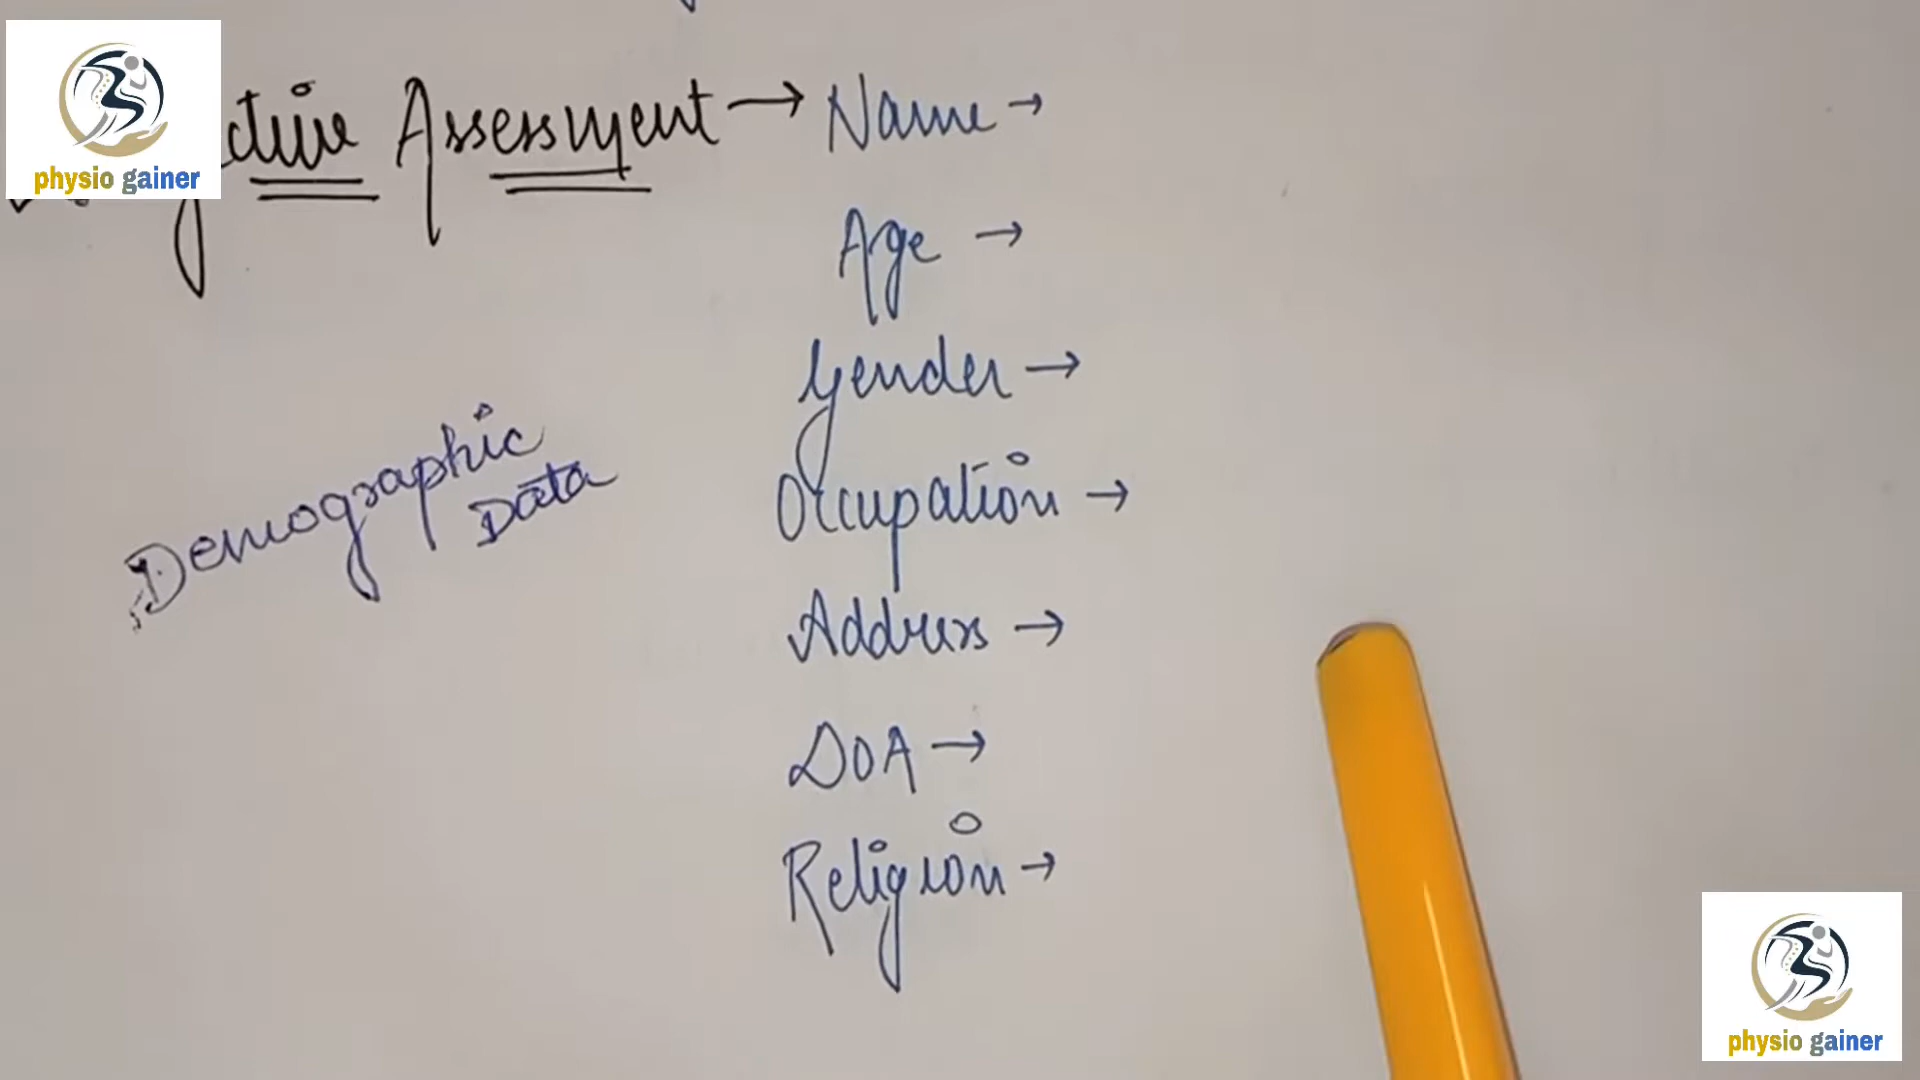 physio gainer
Assessment → Name →
Age →
Gender →
Demographic
Data
Occupation →
Address →
DOA →
Religion →
physio gainer